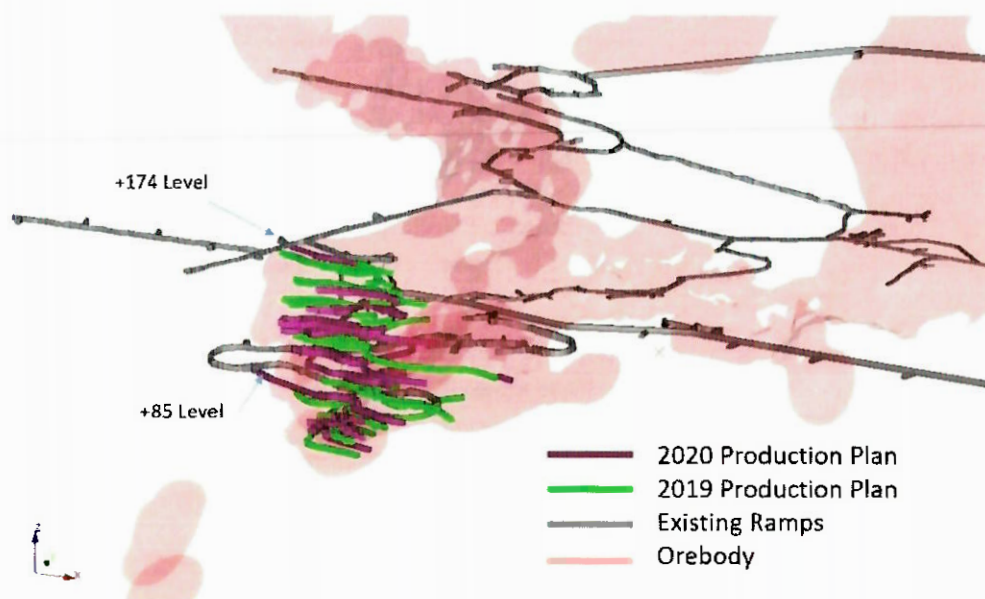 +174 Level
+85 Level
2020 Production Plan
2019 Production Plan
Existing Ramps
Orebody
z
x